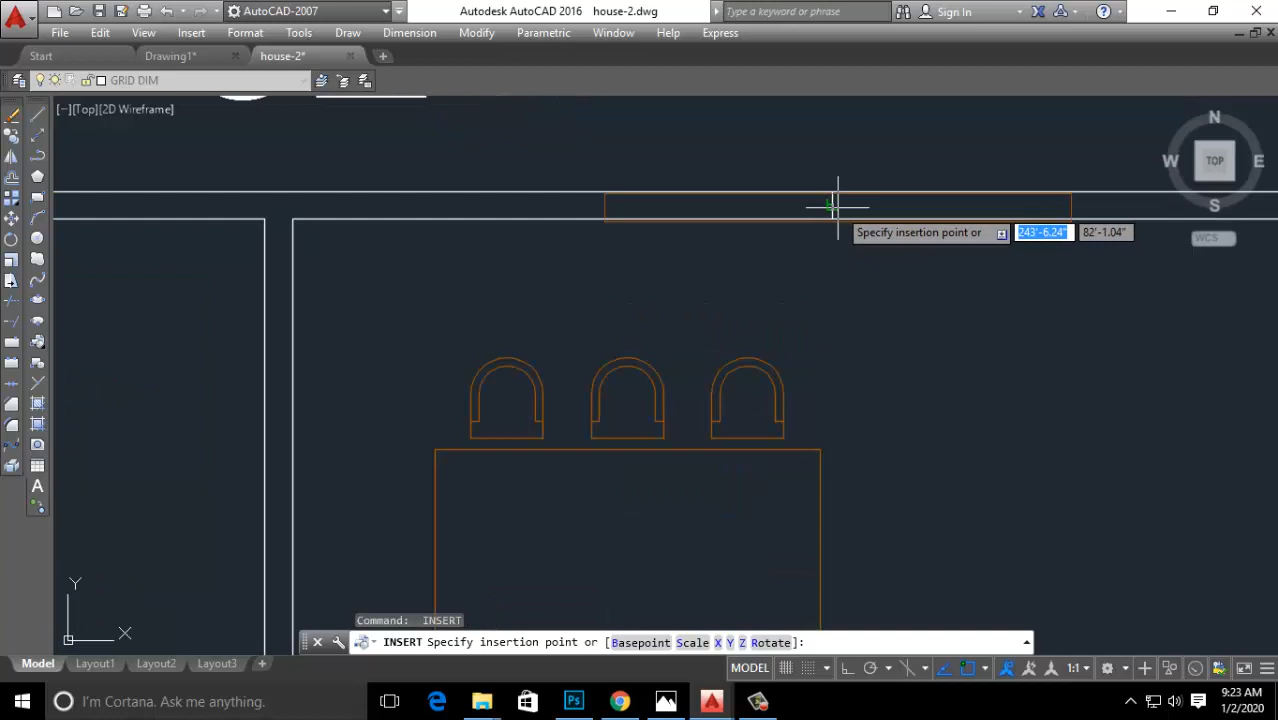 AutoCAD-2007
Autodesk AutoCAD 2016 house-2.dwg
Type a keyword or phrase
Sign In
File Edit View Insert Format Tools Draw Dimension Modify Parametric Window Help Express
Start Drawing1* house-2*
GRID DIM
[−][Top][2D Wireframe]
N
W TOP E
S
WCS
Specify insertion point or 243'-6.24" 82'-1.04"
Y
X
Command: INSERT
INSERT Specify insertion point or [Basepoint Scale X Y Z Rotate]:
Model Layout1 Layout2 Layout3
MODEL 1:1
I'm Cortana. Ask me anything.
Ps
9:23 AM
1/2/2020